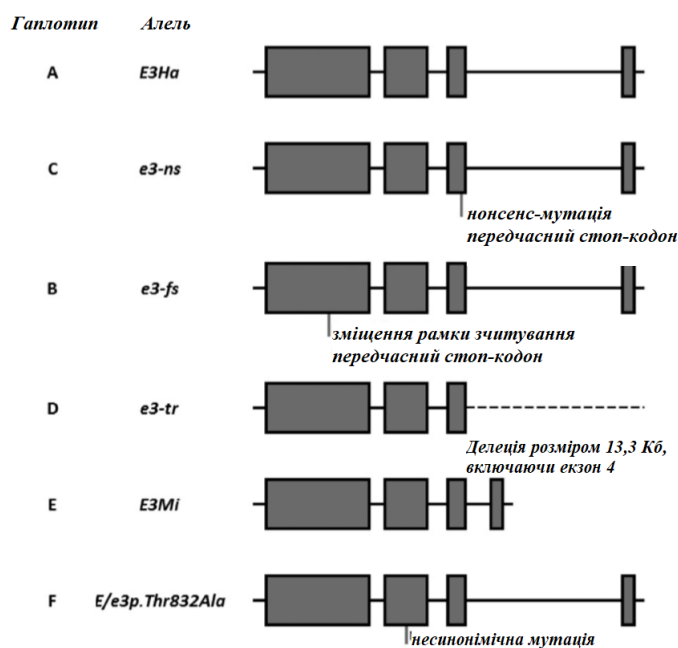 Гаплотип Алель
A E3Ha
C e3-ns
нонсенс-мутація
передчасний стоп-кодон
B e3-fs
зміщення рамки зчитування
передчасний стоп-кодон
D e3-tr
Делеція розміром 13,3 Кб,
включаючи екзон 4
E E3Mi
F E/e3p.Thr832Ala
несинонімічна мутація